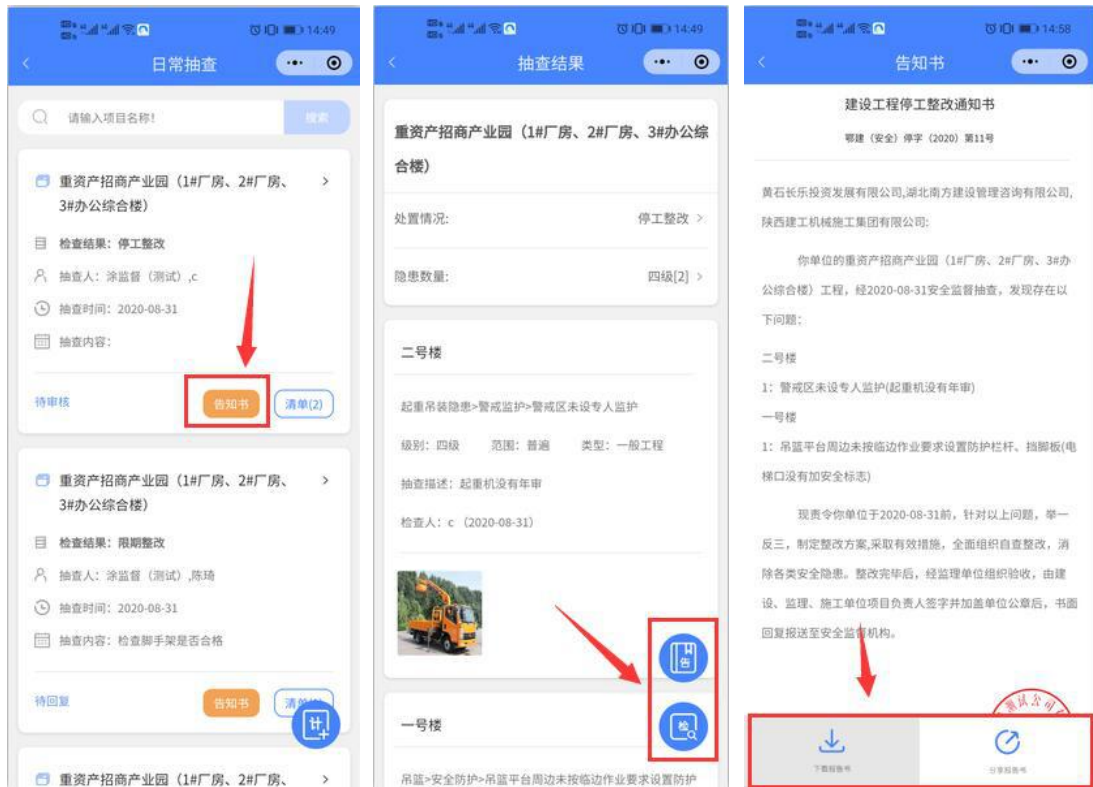 14:49
日常抽查
请输入项目名称!
搜索
重资产招商产业园（1#厂房、2#厂房、
3#办公综合楼）
检查结果: 停工整改
抽查人: 涂监督（测试）,c
抽查时间: 2020-08-31
抽查内容:
待审核
告知书
清单(2)
重资产招商产业园（1#厂房、2#厂房、
3#办公综合楼）
检查结果: 限期整改
抽查人: 涂监督（测试）,陈琦
抽查时间: 2020-08-31
抽查内容: 检查脚手架是否合格
待回复
告知书
重资产招商产业园（1#厂房、2#厂房、
14:49
抽查结果
重资产招商产业园（1#厂房、2#厂房、3#办公综
合楼）
处置情况:
停工整改
隐患数量:
四级[2]
二号楼
起重吊装隐患>警戒监护>警戒区未设专人监护
级别: 四级 范围: 普遍 类型: 一般工程
抽查描述: 起重机没有年审
检查人: c （2020-08-31）
告
检
一号楼
吊篮>安全防护>吊篮平台周边未按临边作业要求设置防护
14:58
告知书
建设工程停工整改通知书
鄂建（安全）停字（2020）第11号
黄石长乐投资发展有限公司,湖北南方建设管理咨询有限公司,
陕西建工机械施工集团有限公司:
你单位的重资产招商产业园（1#厂房、2#厂房、3#办
公综合楼）工程，经2020-08-31安全监督抽查，发现存在以
下问题：
二号楼
1: 警戒区未设专人监护(起重机没有年审)
一号楼
1: 吊篮平台周边未按临边作业要求设置防护栏杆、挡脚板(电
梯口没有加安全标志)
现责令你单位于2020-08-31前，针对以上问题，举一
反三，制定整改方案,采取有效措施，全面组织自查整改，消
除各类安全隐患。整改完毕后，经监理单位组织验收，由建
设、监理、施工单位项目负责人签字并加盖单位公章后，书面
回复报送至安全监督机构。
测试公司
下载报告书
分享报告书